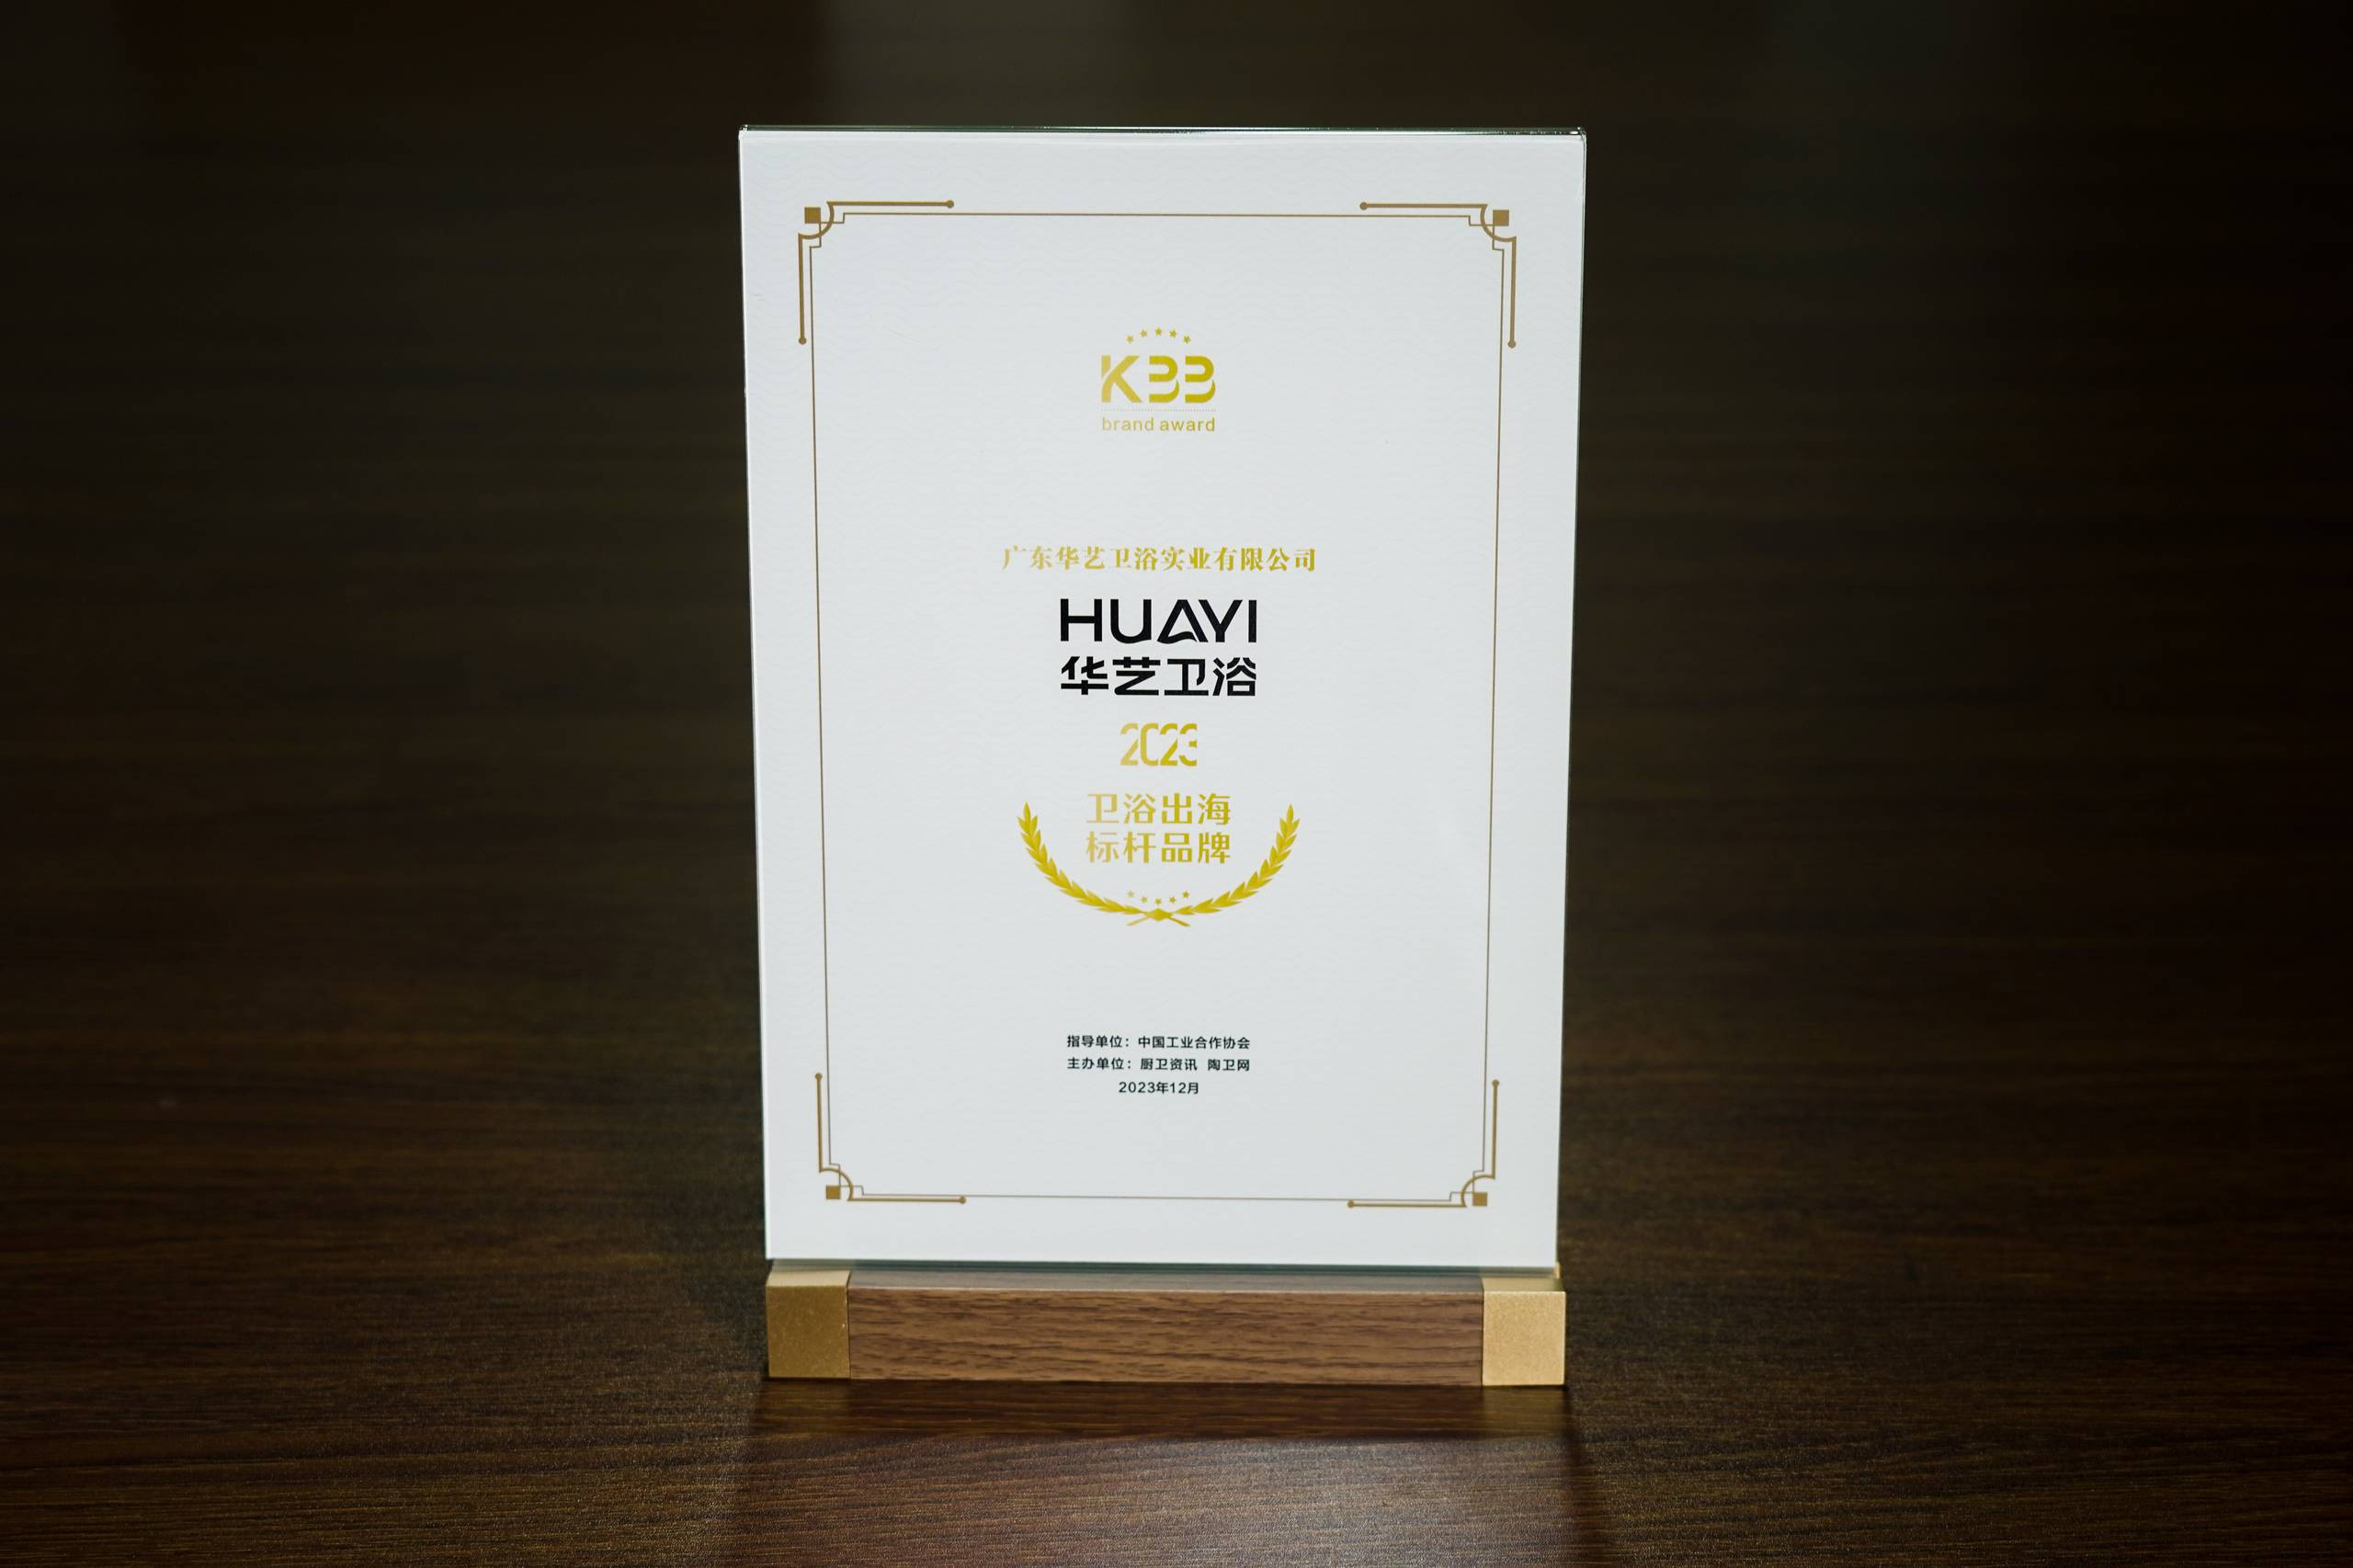 KBB
brand award
广东华艺卫浴实业有限公司
HUAYI
华艺卫浴
2023
卫浴出海
标杆品牌
指导单位：中国工业合作协会
主办单位：厨卫资讯 陶卫网
2023年12月